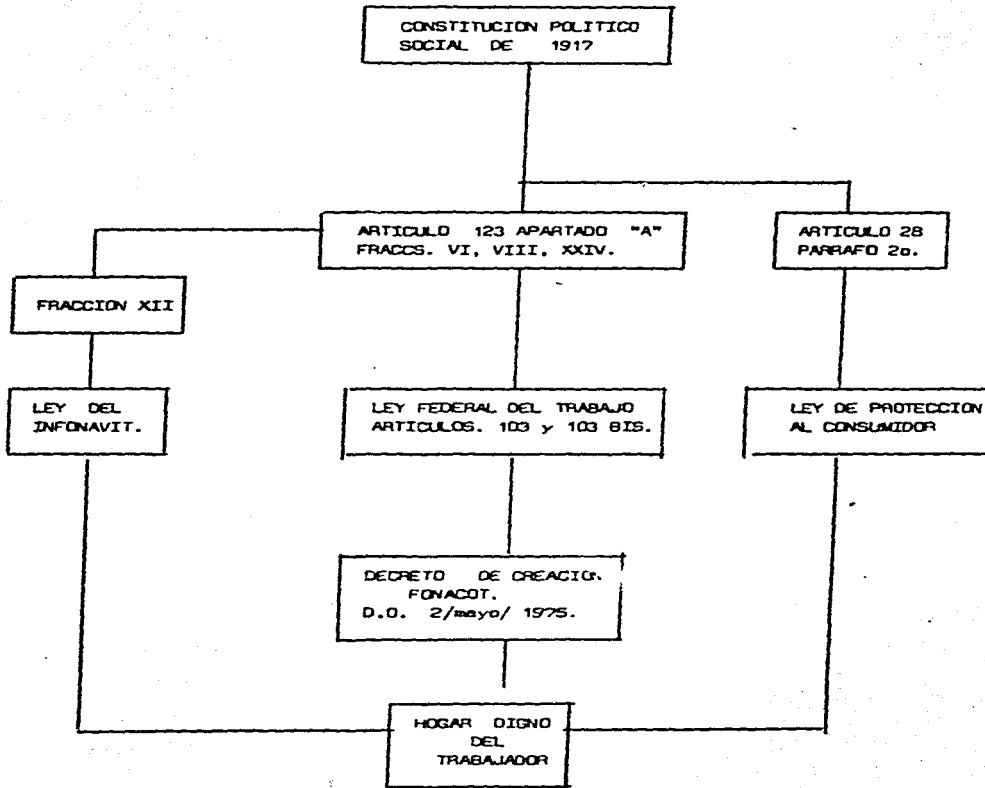 CONSTITUCION POLITICO
SOCIAL DE 1917
ARTICULO 123 APARTADO "A"
FRACCS. VI, VIII, XXIV.
ARTICULO 28
PARRAFO 2o.
FRACCION XII
LEY DEL
INFONAVIT.
LEY FEDERAL DEL TRABAJO
ARTICULOS. 103 y 103 BIS.
LEY DE PROTECCION
AL CONSUMIDOR
DECRETO DE CREACION.
FONACOT.
D.O. 2/mayo/ 1975.
HOGAR DIGNO
DEL
TRABAJADOR